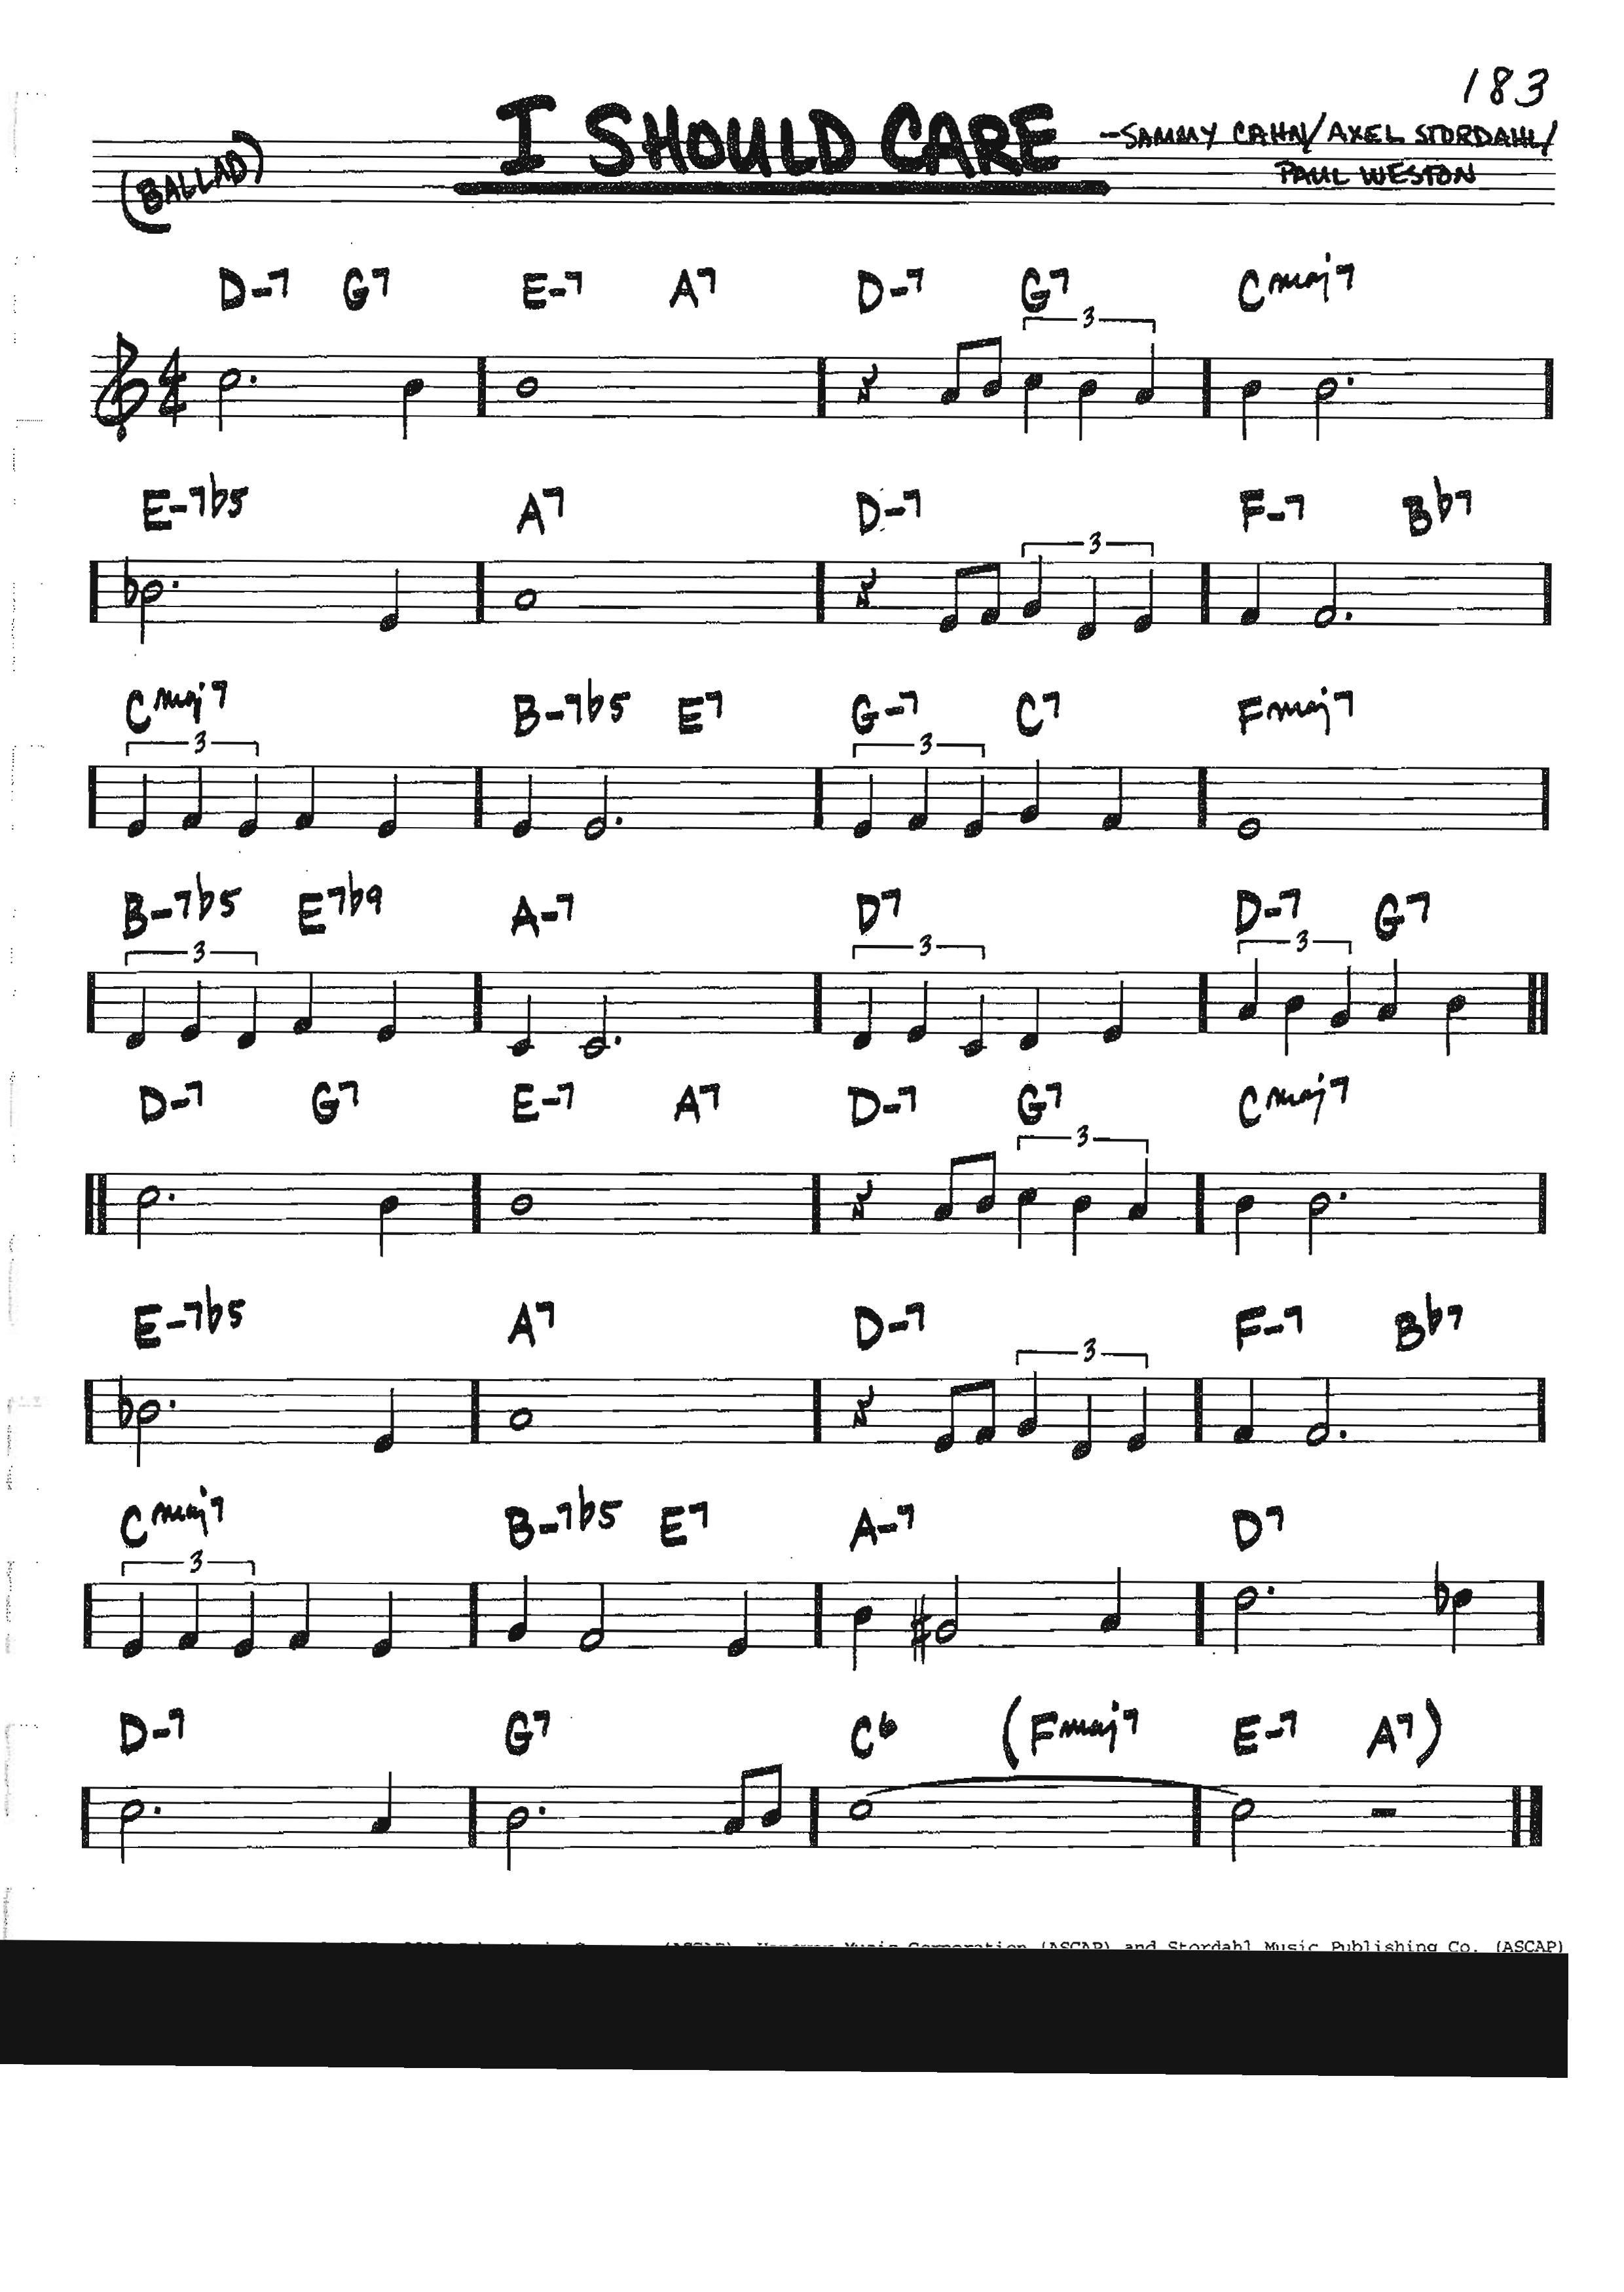 183
I SHOULD CARE
-SAMMY CAHN/AXEL STORDAHL/
PAUL WESTON
(BALLAD)
D-7 G7 E-7 A7 D-7 G7 Cmaj7
3
4
4
E-7b5 A7 D-7 F-7 Bb7
3
Cmaj7 B-7b5 E7 G-7 C7 Fmaj7
3 3
B-7b5 E7b9 A-7 D7 D-7 G7
3 3 3
D-7 G7 E-7 A7 D-7 G7 Cmaj7
3
E-7b5 A7 D-7 F-7 Bb7
3
Cmaj7 B-7b5 E7 A-7 D7
3
D-7 G7 C6 (Fmaj7 E-7 A7)
Music Corporation (ASCAP) and Stordahl Music Publishing Co. (ASCAP)